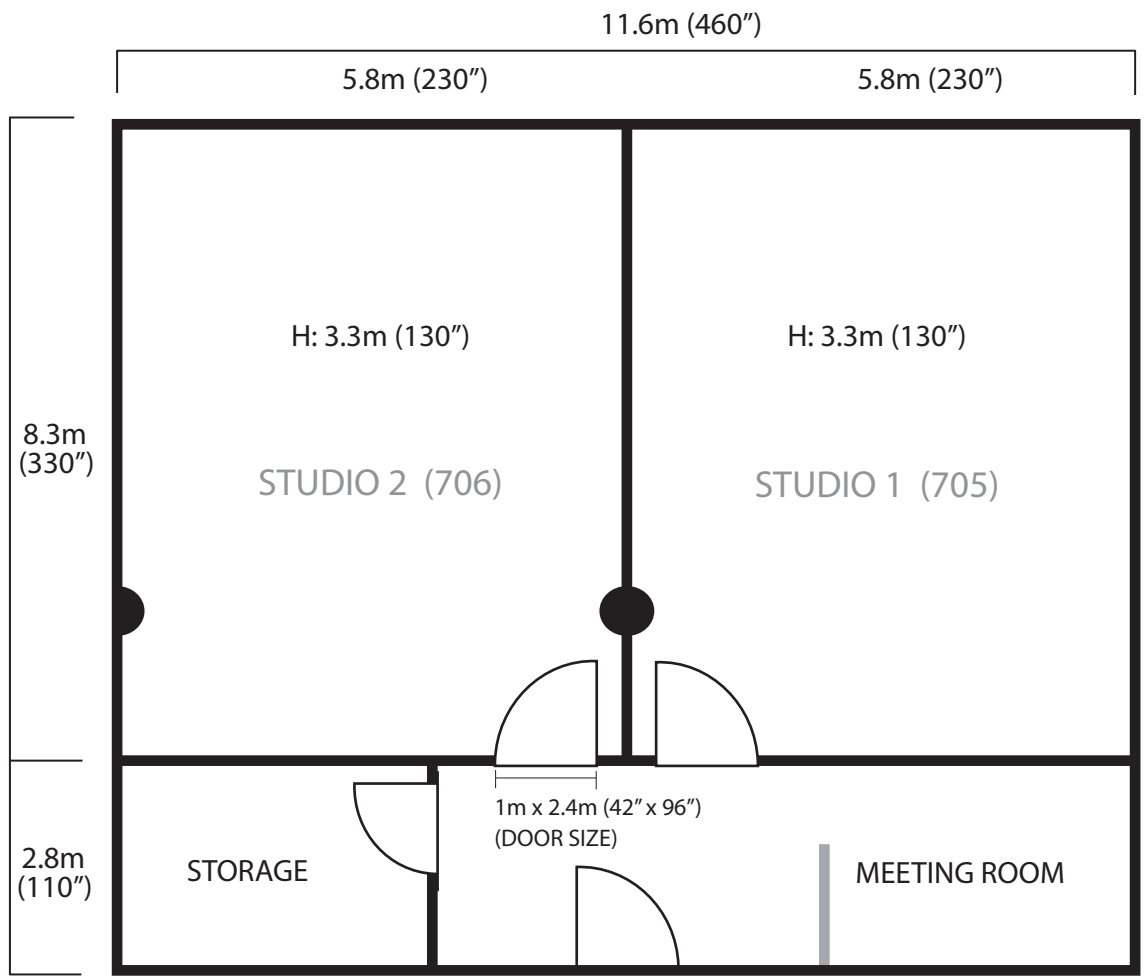 11.6m (460”)
5.8m (230”)
5.8m (230”)
H: 3.3m (130”)
H: 3.3m (130”)
8.3m
(330”)
STUDIO 2 (706)
STUDIO 1 (705)
1m x 2.4m (42” x 96”)
(DOOR SIZE)
2.8m
(110”)
STORAGE
MEETING ROOM